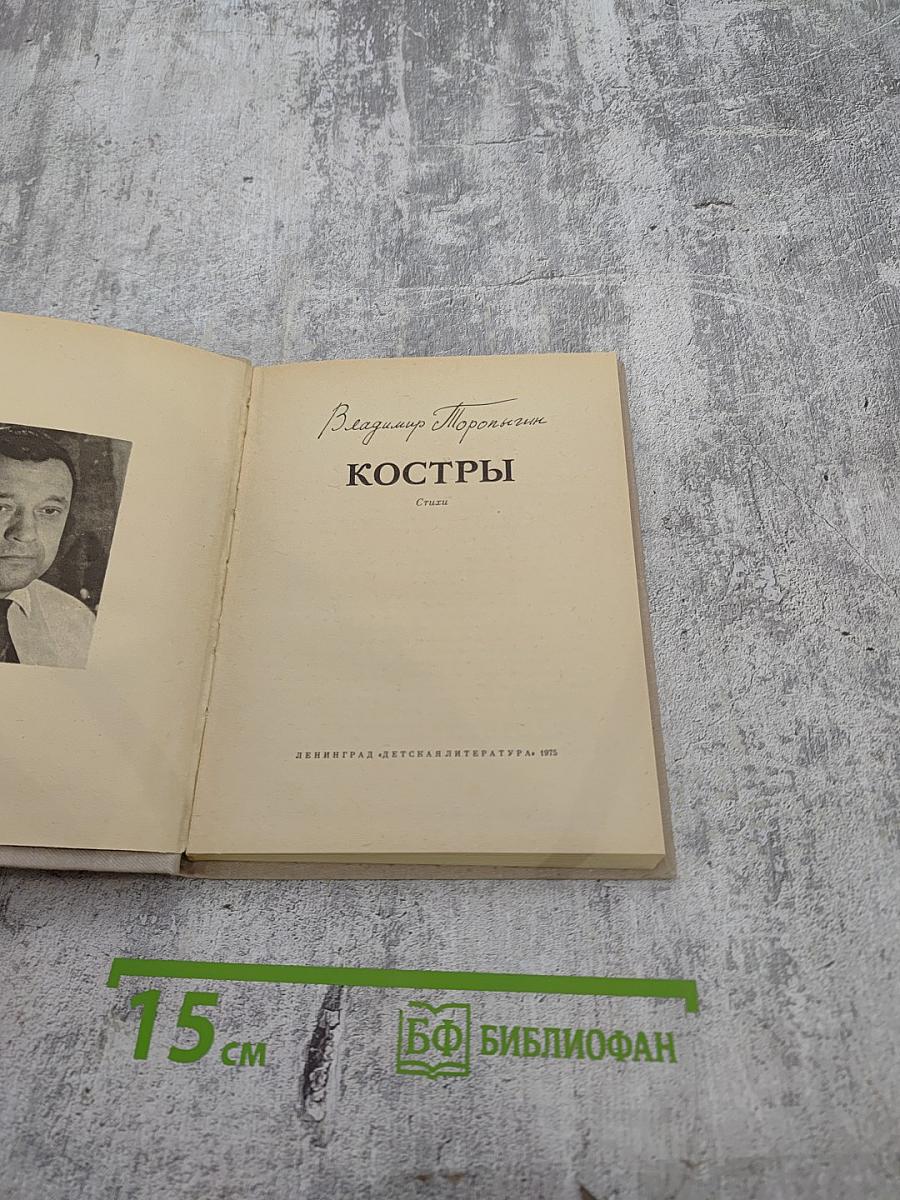 Владимир Торопыгин
КОСТРЫ
Стихи
ЛЕНИНГРАД «ДЕТСКАЯ ЛИТЕРАТУРА» 1975
15 см
БФ БИБЛИОФАН